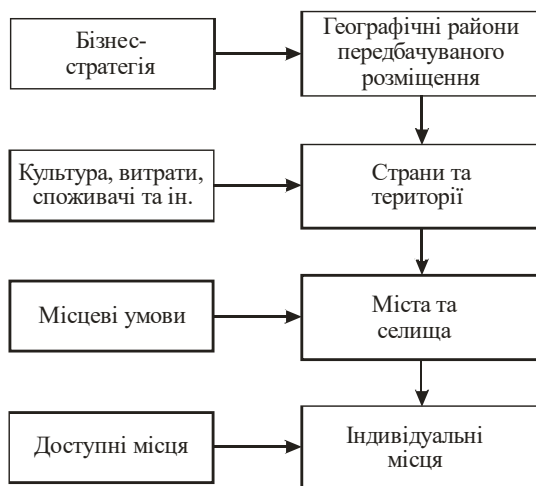 Бізнес-
стратегія
Географічні райони
передбачуваного
розміщення
Культура, витрати,
споживачі та ін.
Страни та
території
Місцеві умови
Міста та
селища
Доступні місця
Індивідуальні
місця